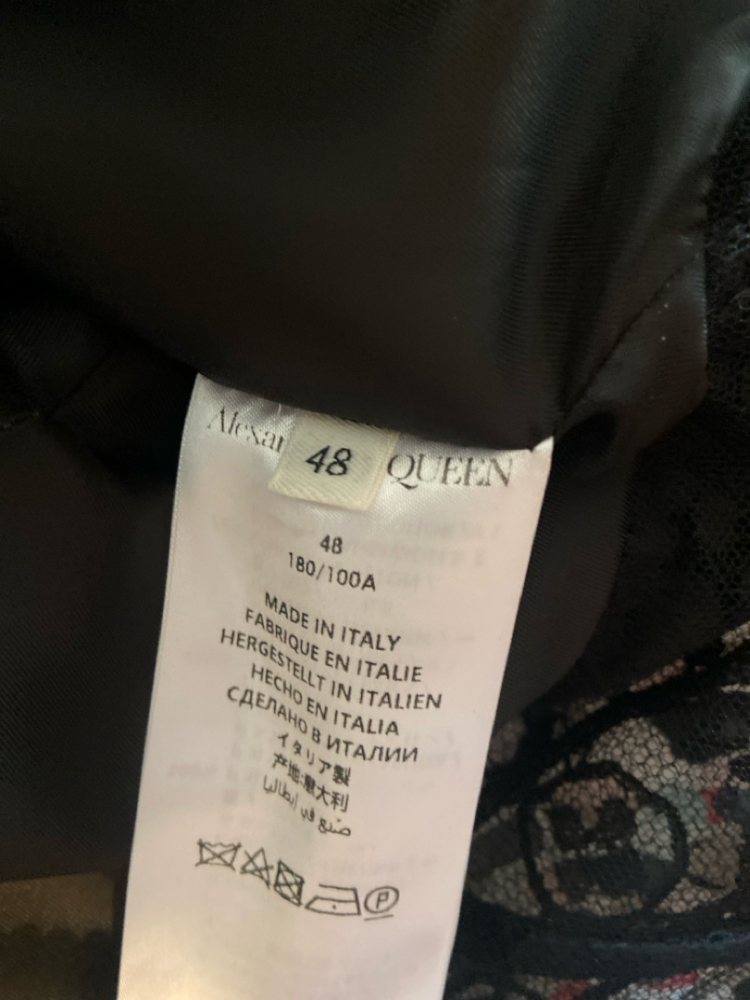 Alexan 48 QUEEN
48
180/100A
MADE IN ITALY
FABRIQUE EN ITALIE
HERGESTELLT IN ITALIEN
HECHO EN ITALIA
СДЕЛАНО В ИТАЛИИ
イタリア製
产地:意大利
صنع في إيطاليا
P